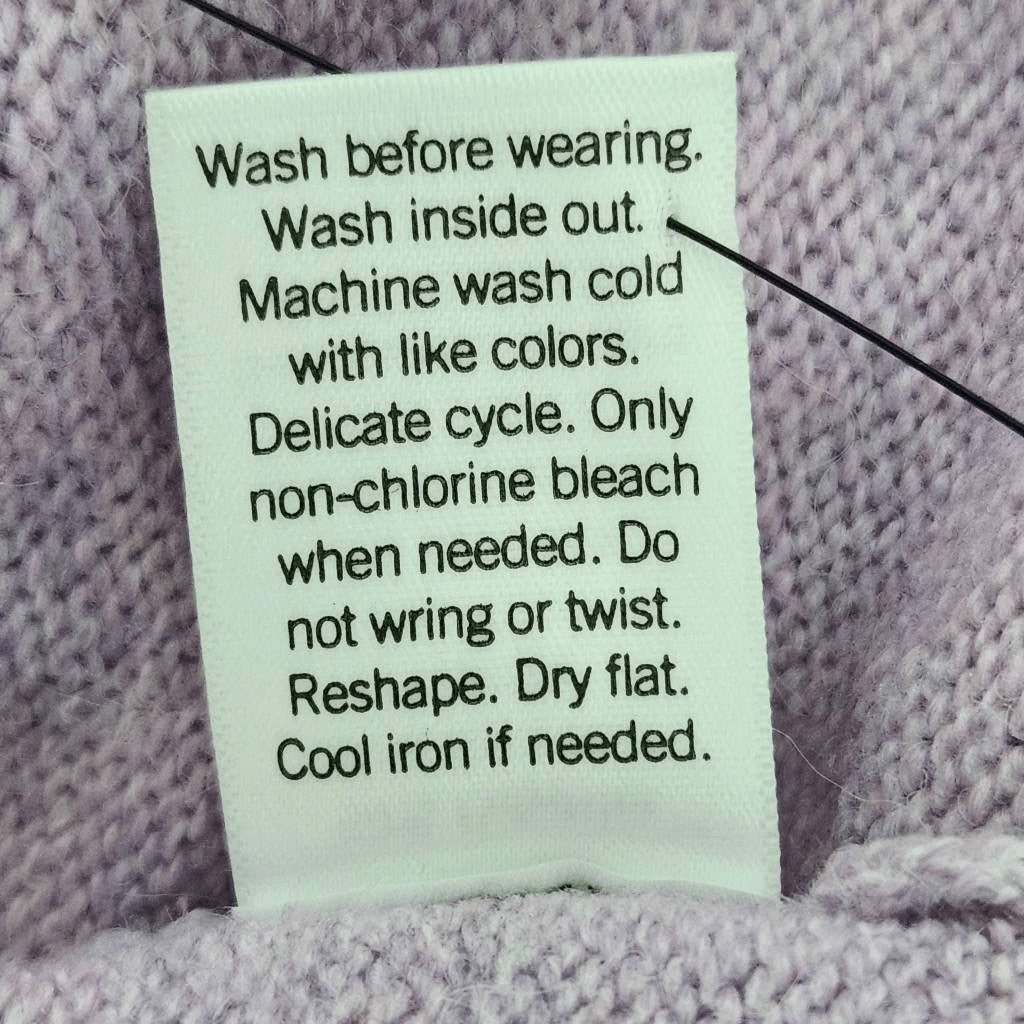 Wash before wearing.
Wash inside out.
Machine wash cold
with like colors.
Delicate cycle. Only
non-chlorine bleach
when needed. Do
not wring or twist.
Reshape. Dry flat.
Cool iron if needed.